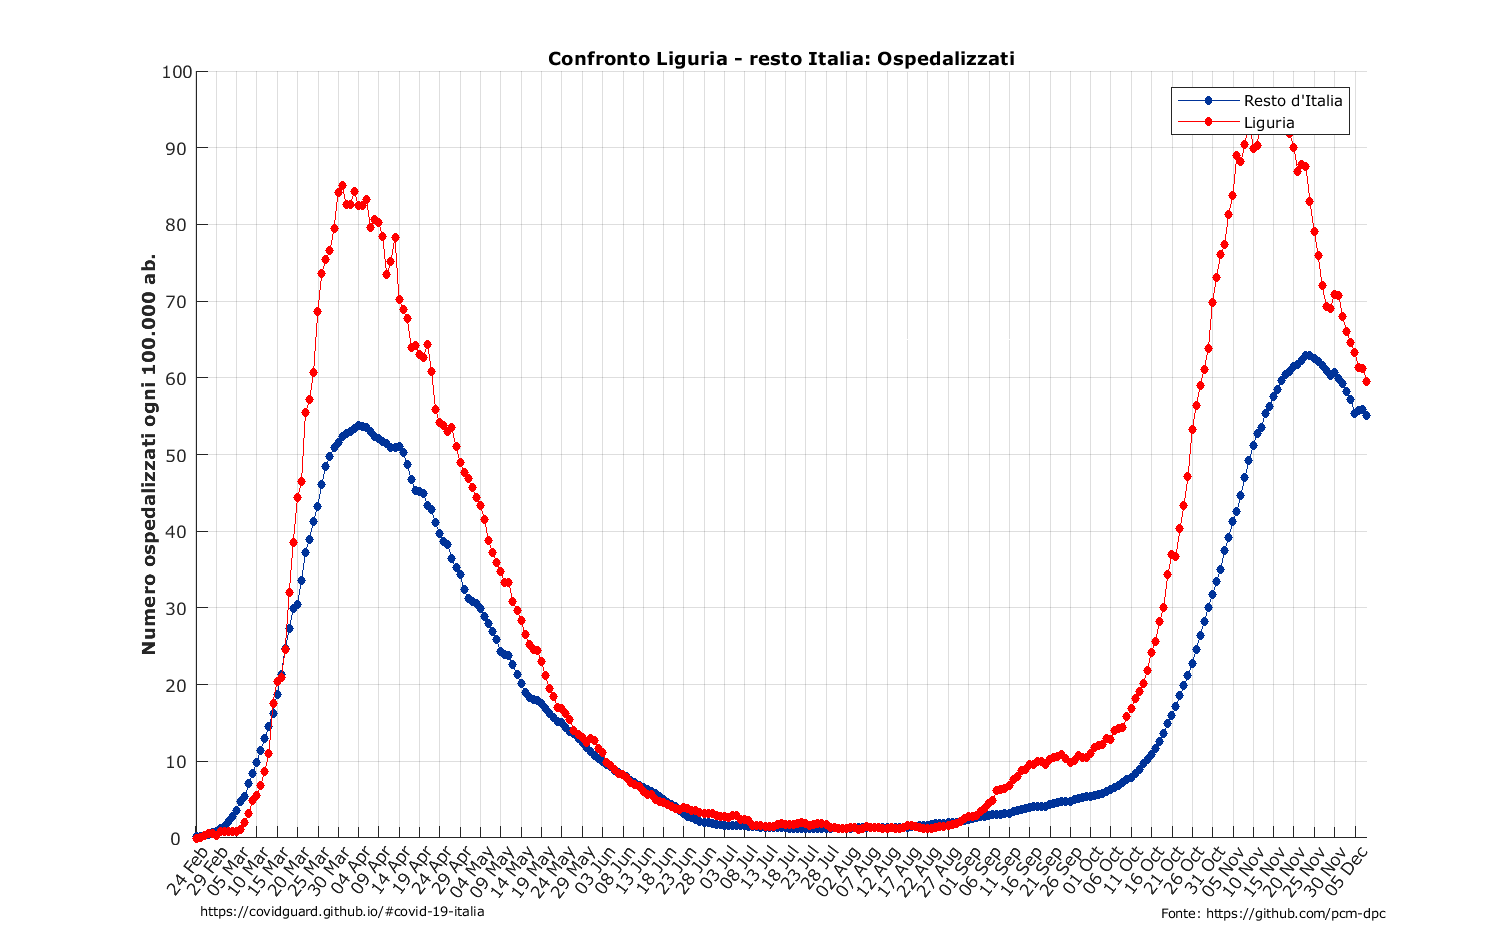 Confronto Liguria - resto Italia: Ospedalizzati
Resto d'Italia
Liguria
Numero ospedalizzati ogni 100.000 ab.
100
90
80
70
60
50
40
30
20
10
0
24 Feb
29 Feb
05 Mar
10 Mar
15 Mar
20 Mar
25 Mar
30 Mar
04 Apr
09 Apr
14 Apr
19 Apr
24 Apr
29 Apr
04 May
09 May
14 May
19 May
24 May
29 May
03 Jun
08 Jun
13 Jun
18 Jun
23 Jun
28 Jun
03 Jul
08 Jul
13 Jul
18 Jul
23 Jul
28 Jul
02 Aug
07 Aug
12 Aug
17 Aug
22 Aug
27 Aug
01 Sep
06 Sep
11 Sep
16 Sep
21 Sep
26 Sep
01 Oct
06 Oct
11 Oct
16 Oct
21 Oct
26 Oct
31 Oct
05 Nov
10 Nov
15 Nov
20 Nov
25 Nov
30 Nov
05 Dec
https://covidguard.github.io/#covid-19-italia
Fonte: https://github.com/pcm-dpc